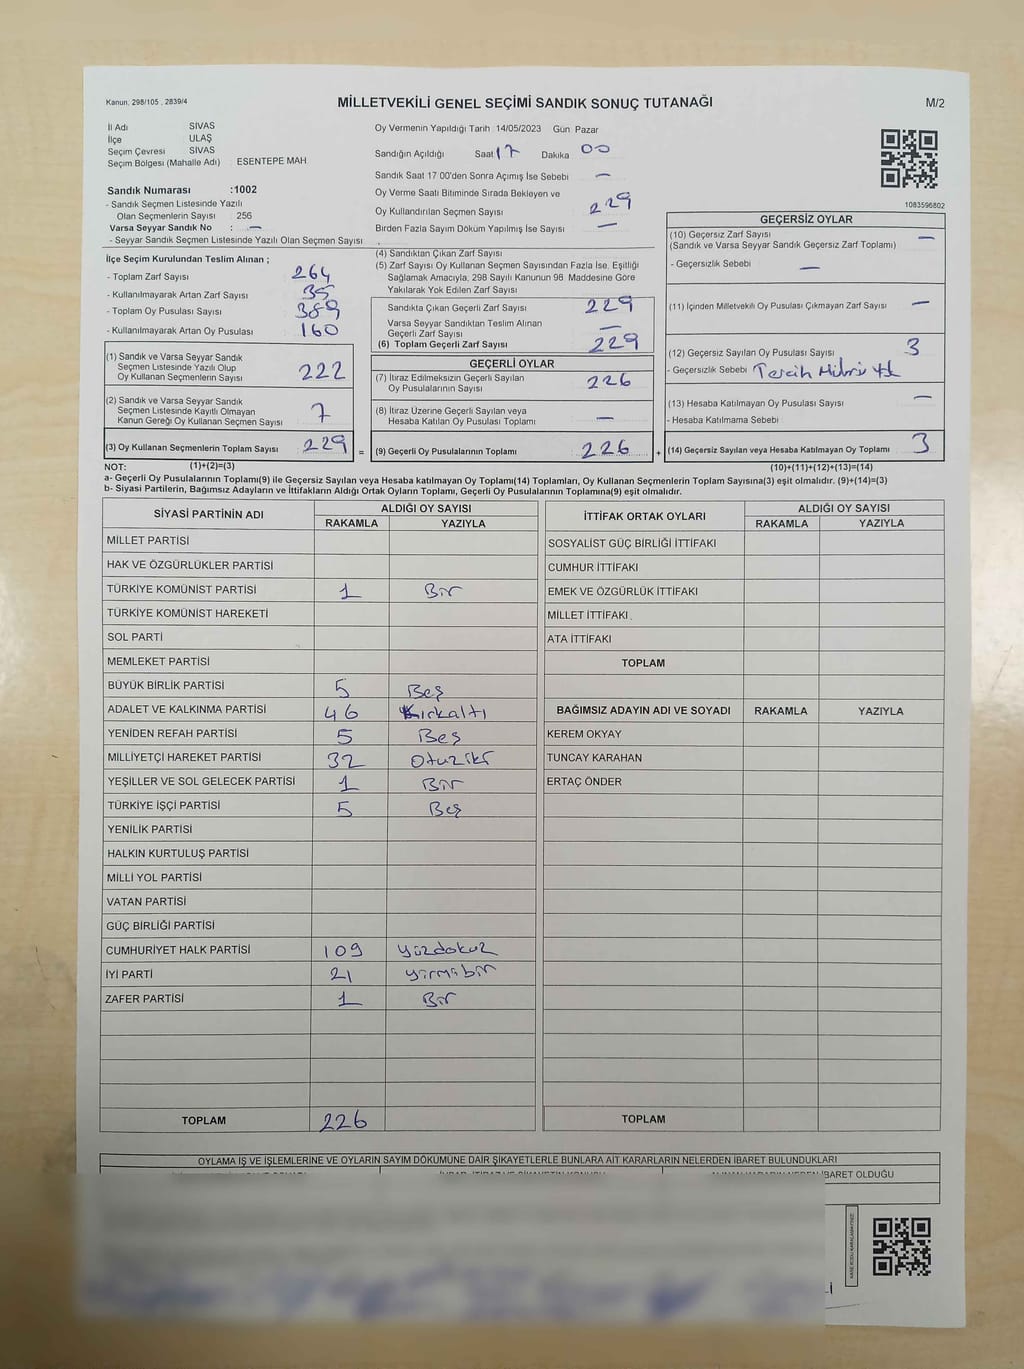 Kanun, 298/105 , 2839/4
MİLLETVEKİLİ GENEL SEÇİMİ SANDIK SONUÇ TUTANAĞI
M/2
İl Adı SİVAS
İlçe ULAŞ
Seçim Çevresi SİVAS
Seçim Bölgesi (Mahalle Adı) : ESENTEPE MAH
Sandık Numarası :1002
- Sandık Seçmen Listesinde Yazılı
Olan Seçmenlerin Sayısı : 256
Varsa Seyyar Sandık No : —
- Seyyar Sandık Seçmen Listesinde Yazılı Olan Seçmen Sayısı
Oy Vermenin Yapıldığı Tarih 14/05/2023 Gün Pazar
Sandığın Açıldığı Saat 17 Dakika 00
Sandık Saat 17 00'den Sonra Açımış İse Sebebi —
Oy Verme Saati Bitiminde Sırada Bekleyen ve
Oy Kullandırılan Seçmen Sayısı 229
Birden Fazla Sayım Döküm Yapılmış İse Sayısı —
1083596802
İlçe Seçim Kurulundan Teslim Alınan ;
- Toplam Zarf Sayısı 264
- Kullanılmayarak Artan Zarf Sayısı 35
- Toplam Oy Pusulası Sayısı 389
- Kullanılmayarak Artan Oy Pusulası 160
(1) Sandık ve Varsa Seyyar Sandık
Seçmen Listesinde Yazılı Olup
Oy Kullanan Seçmenlerin Sayısı 222
(2) Sandık ve Varsa Seyyar Sandık
Seçmen Listesinde Kayıtlı Olmayan
Kanun Gereği Oy Kullanan Seçmen Sayısı 7
(3) Oy Kullanan Seçmenlerin Toplam Sayısı 229 =
(4) Sandıktan Çıkan Zarf Sayısı
(5) Zarf Sayısı Oy Kullanan Seçmen Sayısından Fazla İse, Eşitliği
Sağlamak Amacıyla, 298 Sayılı Kanunun 98 Maddesine Göre
Yakılarak Yok Edilen Zarf Sayısı
Sandıkta Çıkan Geçerli Zarf Sayısı 229
Varsa Seyyar Sandıktan Teslim Alınan
Geçerli Zarf Sayısı —
(6) Toplam Geçerli Zarf Sayısı 229
GEÇERLİ OYLAR
(7) İtiraz Edilmeksizin Geçerli Sayılan
Oy Pusulalarının Sayısı 226
(8) İtiraz Üzerine Geçerli Sayılan veya
Hesaba Katılan Oy Pusulası Toplamı —
(9) Geçerli Oy Pusulalarının Toplamı 226 +
GEÇERSİZ OYLAR
(10) Geçersiz Zarf Sayısı —
(Sandık ve Varsa Seyyar Sandık Geçersiz Zarf Toplamı)
- Geçersizlik Sebebi —
(11) İçinden Milletvekili Oy Pusulası Çıkmayan Zarf Sayısı —
(12) Geçersiz Sayılan Oy Pusulası Sayısı 3
- Geçersizlik Sebebi Tercih Mührü
(13) Hesaba Katılmayan Oy Pusulası Sayısı —
- Hesaba Katılmama Sebebi
(14) Geçersiz Sayılan veya Hesaba Katılmayan Oy Toplamı 3
NOT: (1)+(2)=(3) (10)+(11)+(12)+(13)=(14)
a- Geçerli Oy Pusulalarının Toplamı(9) ile Geçersiz Sayılan veya Hesaba katılmayan Oy Toplamı(14) Toplamları, Oy Kullanan Seçmenlerin Toplam Sayısına(3) eşit olmalıdır. (9)+(14)=(3)
b- Siyasi Partilerin, Bağımsız Adayların ve İttifakların Aldığı Ortak Oyların Toplamı, Geçerli Oy Pusulalarının Toplamına(9) eşit olmalıdır.
SİYASİ PARTİNİN ADI ALDIĞI OY SAYISI
RAKAMLA YAZIYLA
MİLLET PARTİSİ
HAK VE ÖZGÜRLÜKLER PARTİSİ
TÜRKİYE KOMÜNİST PARTİSİ 1 Bir
TÜRKİYE KOMÜNİST HAREKETİ
SOL PARTİ
MEMLEKET PARTİSİ
BÜYÜK BİRLİK PARTİSİ 5 Beş
ADALET VE KALKINMA PARTİSİ 46 Kırkaltı
YENİDEN REFAH PARTİSİ 5 Beş
MİLLİYETÇİ HAREKET PARTİSİ 32 Otuziki
YEŞİLLER VE SOL GELECEK PARTİSİ 1 Bir
TÜRKİYE İŞÇİ PARTİSİ 5 Beş
YENİLİK PARTİSİ
HALKIN KURTULUŞ PARTİSİ
MİLLİ YOL PARTİSİ
VATAN PARTİSİ
GÜÇ BİRLİĞİ PARTİSİ
CUMHURİYET HALK PARTİSİ 109 yüzdokuz
İYİ PARTİ 21 yirmibir
ZAFER PARTİSİ 1 Bir
TOPLAM 226
İTTİFAK ORTAK OYLARI ALDIĞI OY SAYISI
RAKAMLA YAZIYLA
SOSYALİST GÜÇ BİRLİĞİ İTTİFAKI
CUMHUR İTTİFAKI
EMEK VE ÖZGÜRLÜK İTTİFAKI
MİLLET İTTİFAKI
ATA İTTİFAKI
TOPLAM
BAĞIMSIZ ADAYIN ADI VE SOYADI RAKAMLA YAZIYLA
KEREM OKYAY
TUNCAY KARAHAN
ERTAÇ ÖNDER
TOPLAM
OYLAMA İŞ VE İŞLEMLERİNE VE OYLARIN SAYIM DÖKÜMÜNE DAİR ŞİKAYETLERLE BUNLARA AİT KARARLARIN NELERDEN İBARET BULUNDUKLARI
İBARET OLDUĞU